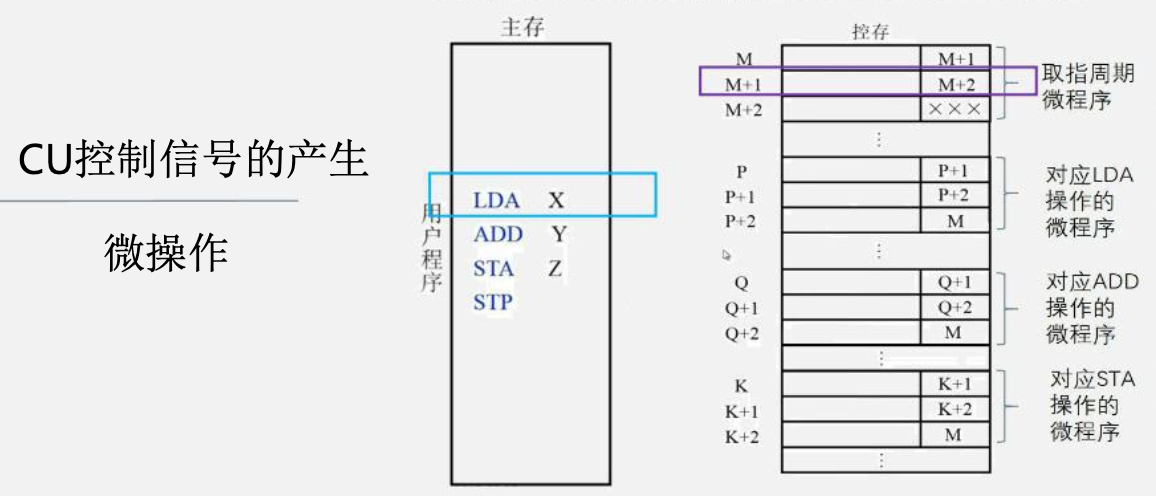 CU控制信号的产生
微操作
主存
用户程序
LDA X
ADD Y
STA Z
STP
控存
M M+1
M+1 M+2
M+2 ×××
⋮
P P+1
P+1 P+2
P+2 M
⋮
Q Q+1
Q+1 Q+2
Q+2 M
⋮
K K+1
K+1 K+2
K+2 M
⋮
取指周期
微程序
对应LDA
操作的
微程序
对应ADD
操作的
微程序
对应STA
操作的
微程序